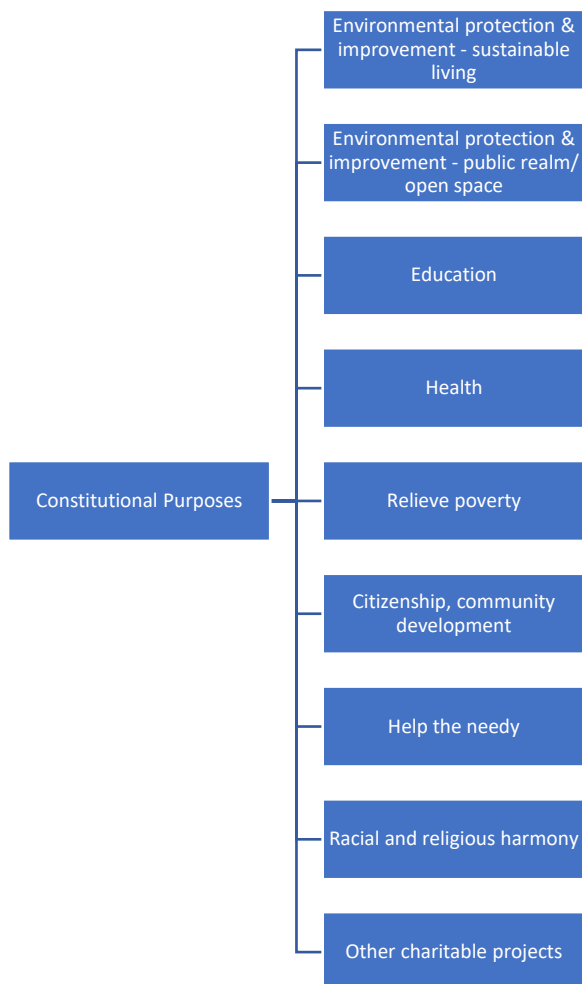 Environmental protection &
improvement - sustainable
living
Environmental protection &
improvement - public realm/
open space
Education
Health
Constitutional Purposes
Relieve poverty
Citizenship, community
development
Help the needy
Racial and religious harmony
Other charitable projects